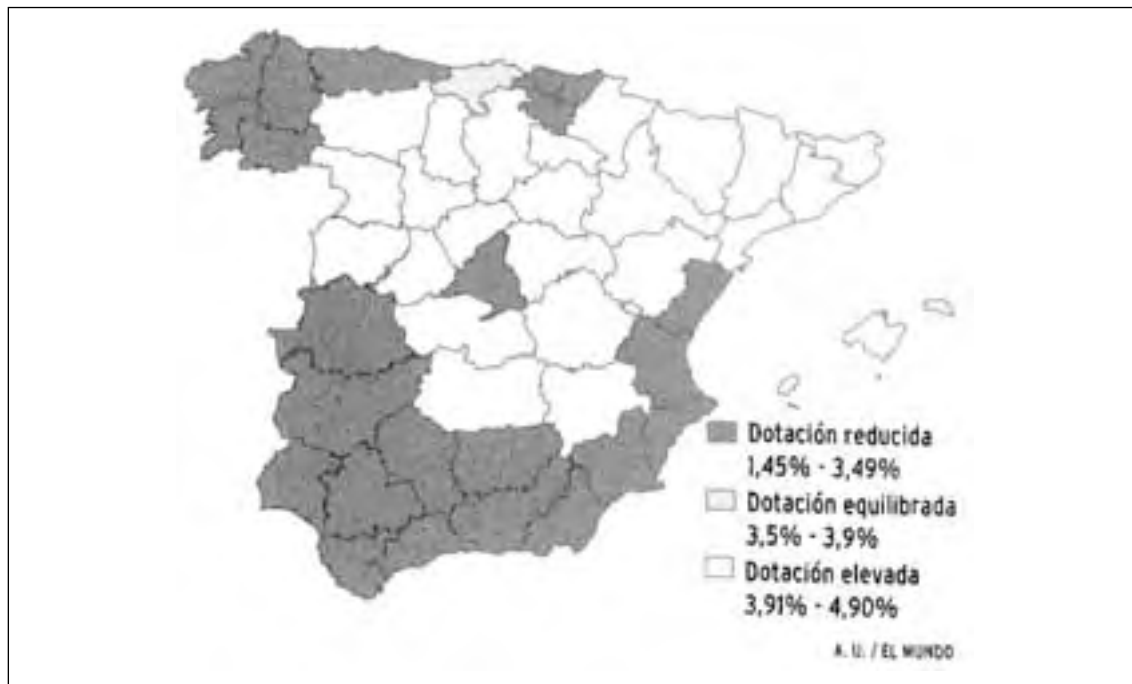 Dotación reducida
1,45% - 3,49%
Dotación equilibrada
3,5% - 3,9%
Dotación elevada
3,91% - 4,90%
A. U. / EL MUNDO